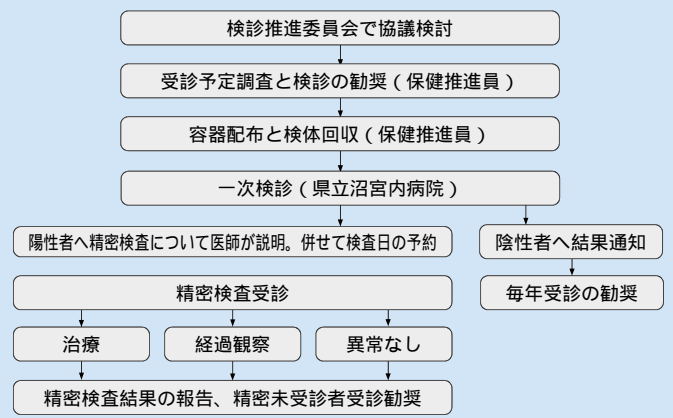 検診推進委員会で協議検討
受診予定調査と検診の勧奨(保健推進員)
容器配布と検体回収(保健推進員)
一次検診(県立沼宮内病院)
陽性者へ精密検査について医師が説明。併せて検査日の予約
陰性者へ結果通知
精密検査受診
毎年受診の勧奨
治療
経過観察
異常なし
精密検査結果の報告、精密未受診者受診勧奨